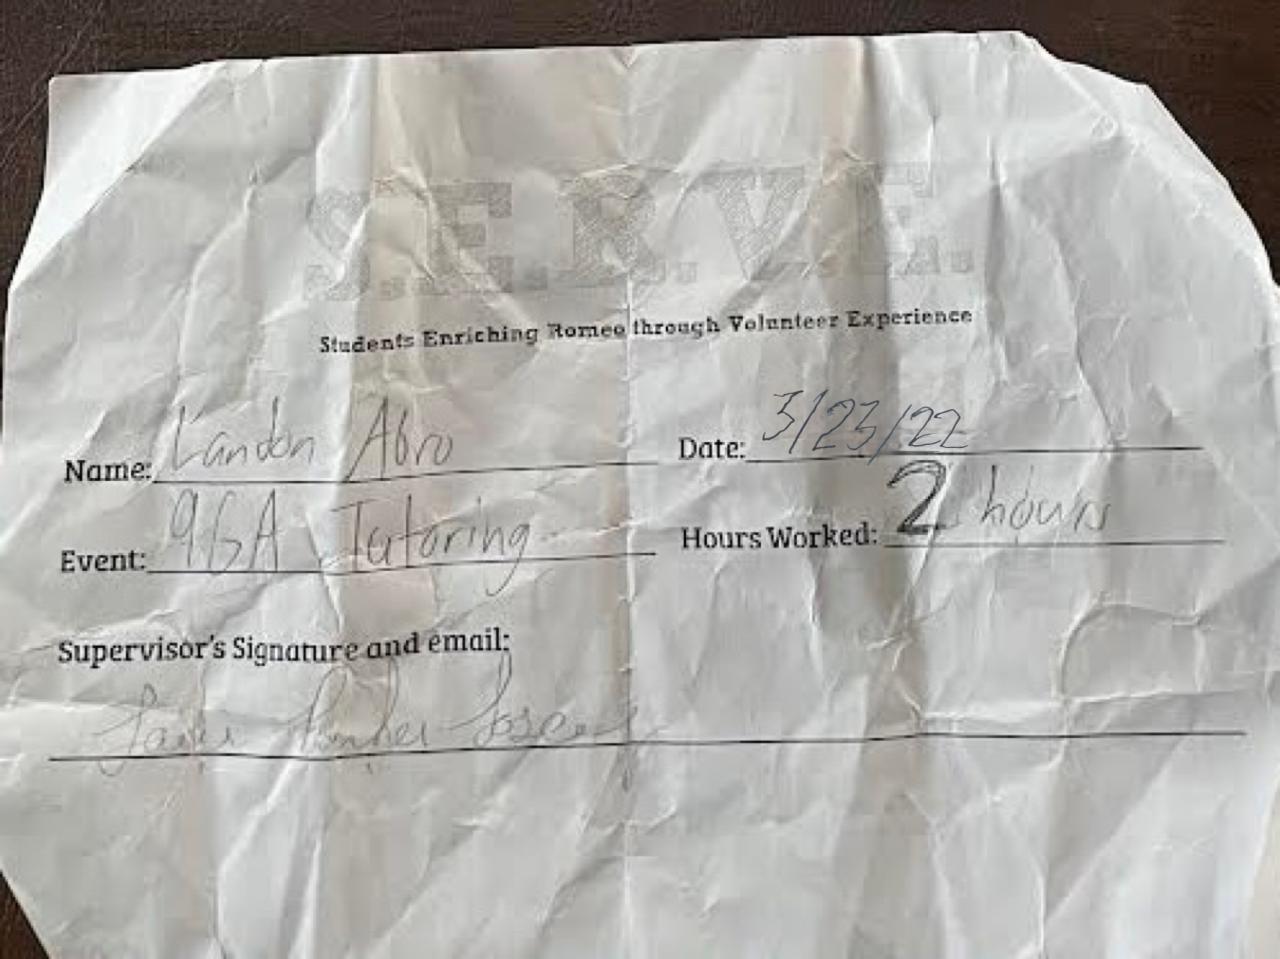 S.E.R.V.E.
Students Enriching Romeo through Volunteer Experience
Name: Landon Abro
Date: 3/23/22
Event: 9GA Tutoring
Hours Worked: 2 hours
Supervisor's Signature and email: